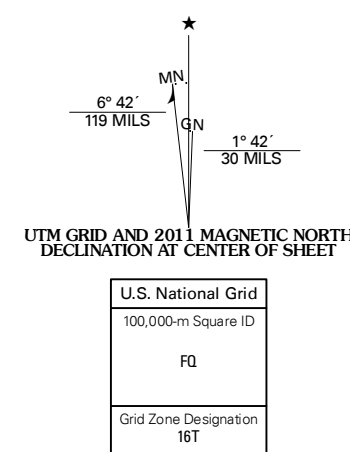 ★
M.N.
6° 42´
119 MILS
GN
1° 42´
30 MILS
UTM GRID AND 2011 MAGNETIC NORTH
DECLINATION AT CENTER OF SHEET
U.S. National Grid
100,000-m Square ID
FQ
Grid Zone Designation
16T